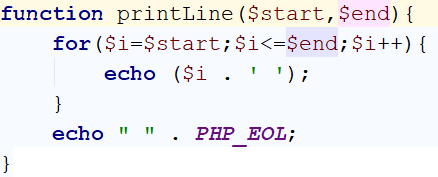 function printLine($start,$end){
    for($i=$start;$i<=$end;$i++){
        echo ($i . ' ');
    }
    echo " " . PHP_EOL;
}